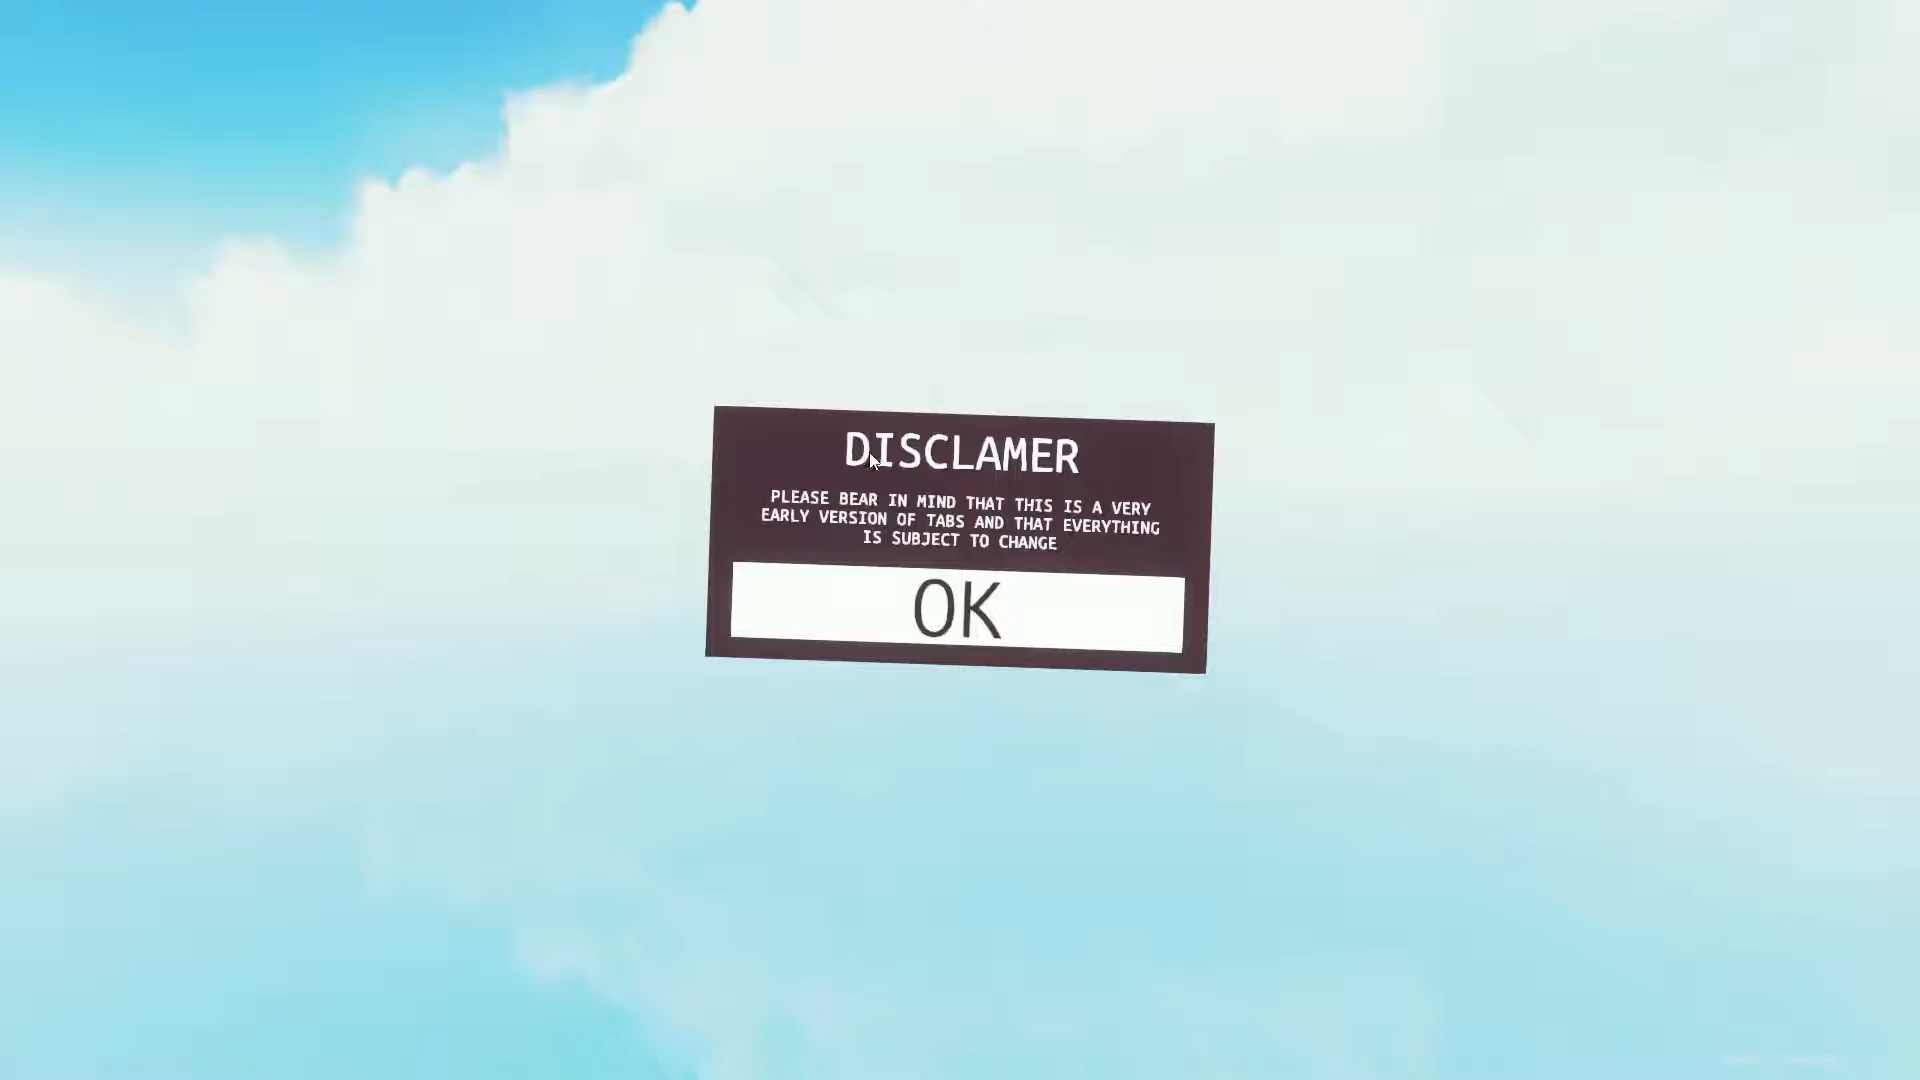 DISCLAMER
PLEASE BEAR IN MIND THAT THIS IS A VERY
EARLY VERSION OF TABS AND THAT EVERYTHING
IS SUBJECT TO CHANGE
OK